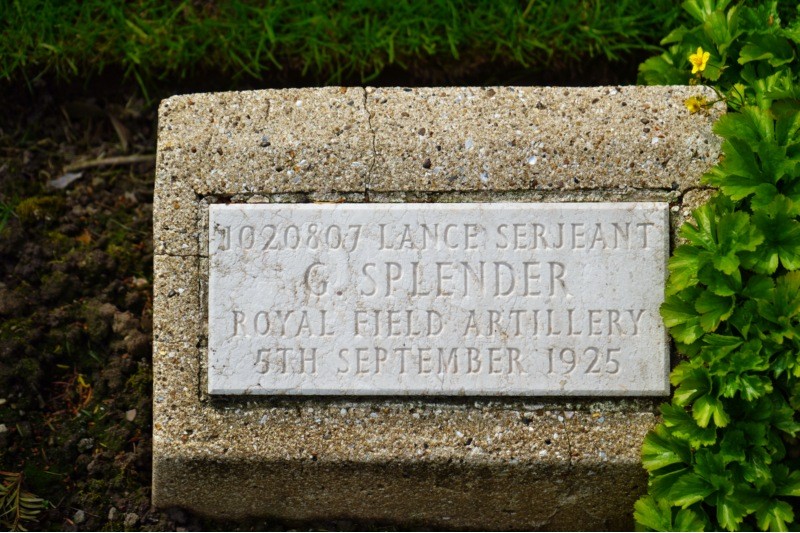 1020807 LANCE SERJEANT
G. SPLENDER
ROYAL FIELD ARTILLERY
5TH SEPTEMBER 1925